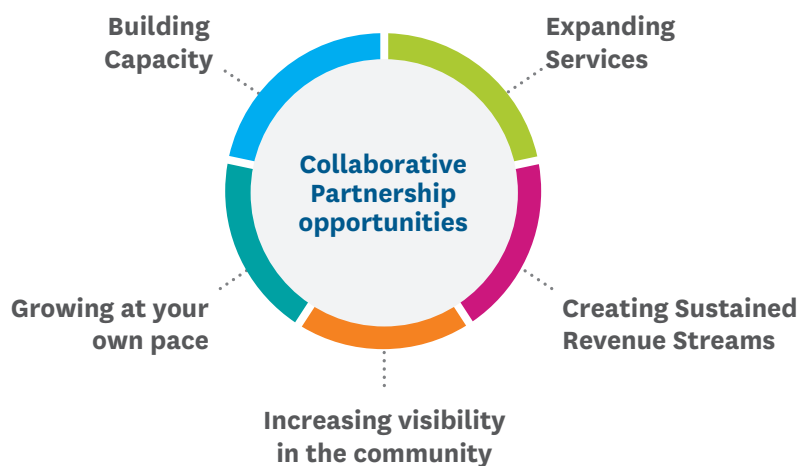 Building
Capacity
Expanding
Services
Collaborative
Partnership
opportunities
Growing at your
own pace
Creating Sustained
Revenue Streams
Increasing visibility
in the community